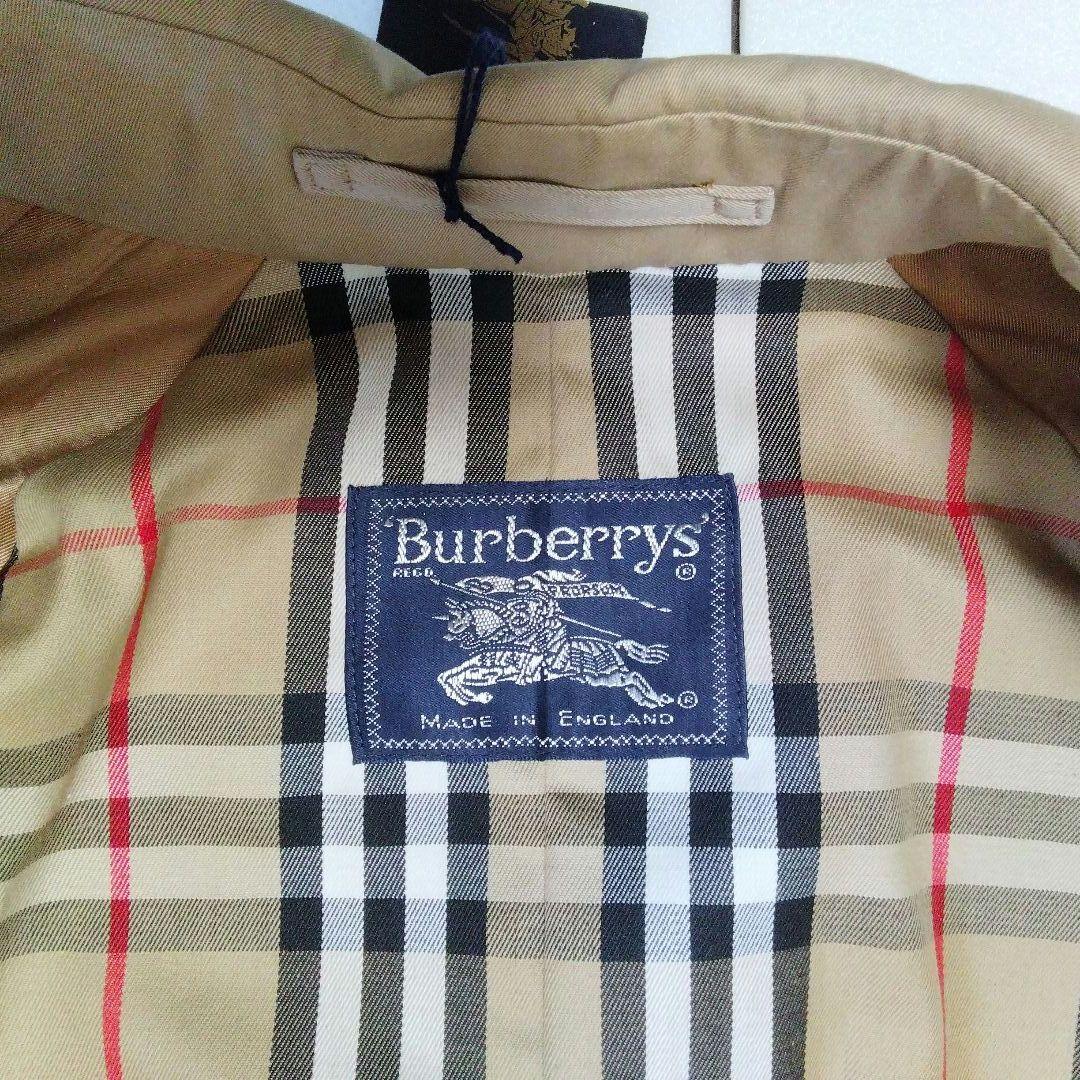 'Burberrys'
REGD. ®
PRORSUM
®
MADE IN ENGLAND